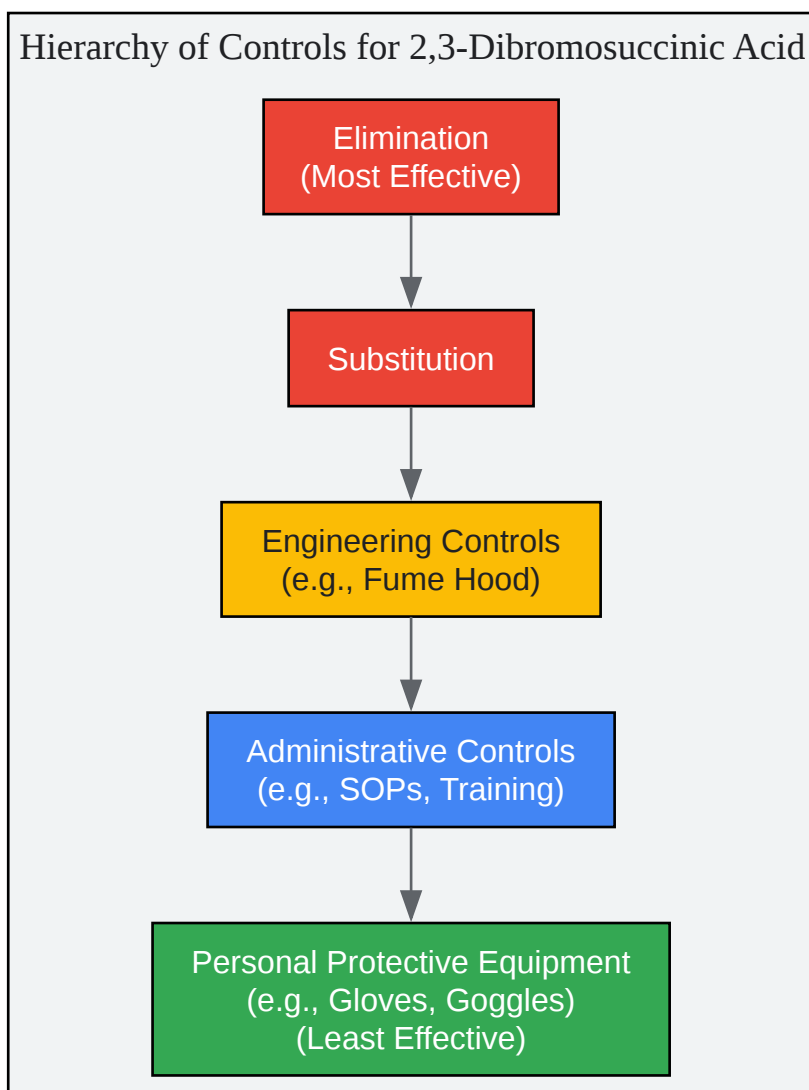 Hierarchy of Controls for 2,3-Dibromosuccinic Acid
Elimination
(Most Effective)
Substitution
Engineering Controls
(e.g., Fume Hood)
Administrative Controls
(e.g., SOPs, Training)
Personal Protective Equipment
(e.g., Gloves, Goggles)
(Least Effective)